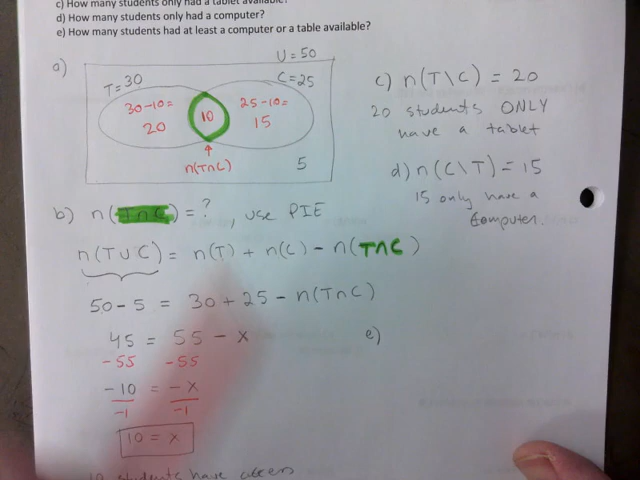 c) How many students only had a tablet available?
d) How many students only had a computer?
e) How many students had at least a computer or a table available?
a)
U = 50
T = 30
C = 25
30-10=
20
10
25-10=
15
n(T∩C)
5
b) n(T∩C) = ? , use PIE
n(T∪C) = n(T) + n(C) - n(T∩C)
50-5 = 30 + 25 - n(T∩C)
45 = 55 - x
-55 -55
-10 = -x
-1 -1
10 = x
10 students have
c) n(T\C) = 20
20 students ONLY
have a tablet
d) n(C\T) = 15
15 only have a
computer.
e)